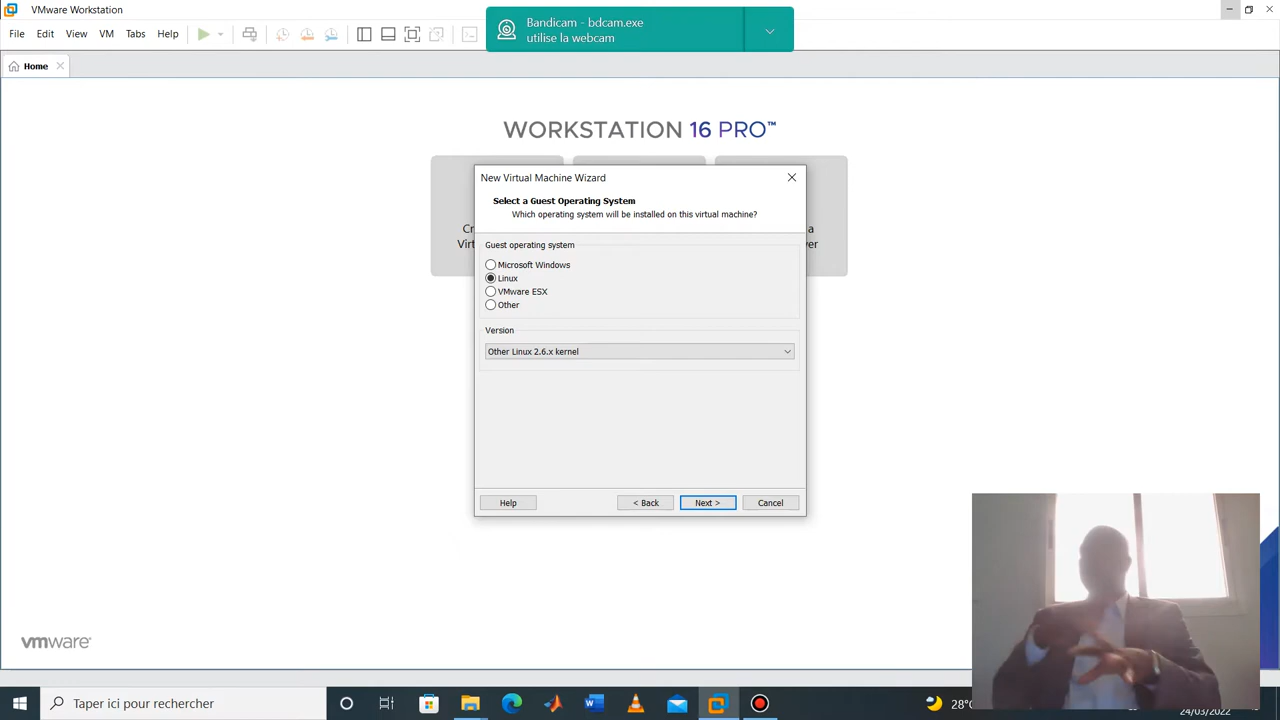 VMware Workstation
File Edit View VM Tabs Help
Bandicam - bdcam.exe
utilise la webcam
Home
WORKSTATION 16 PRO™
New Virtual Machine Wizard
Select a Guest Operating System
Which operating system will be installed on this virtual machine?
Guest operating system
Microsoft Windows
Linux
VMware ESX
Other
Version
Other Linux 2.6.x kernel
Help < Back Next > Cancel
a
vmware®
Taper ici pour rechercher
28°
24/03/2022